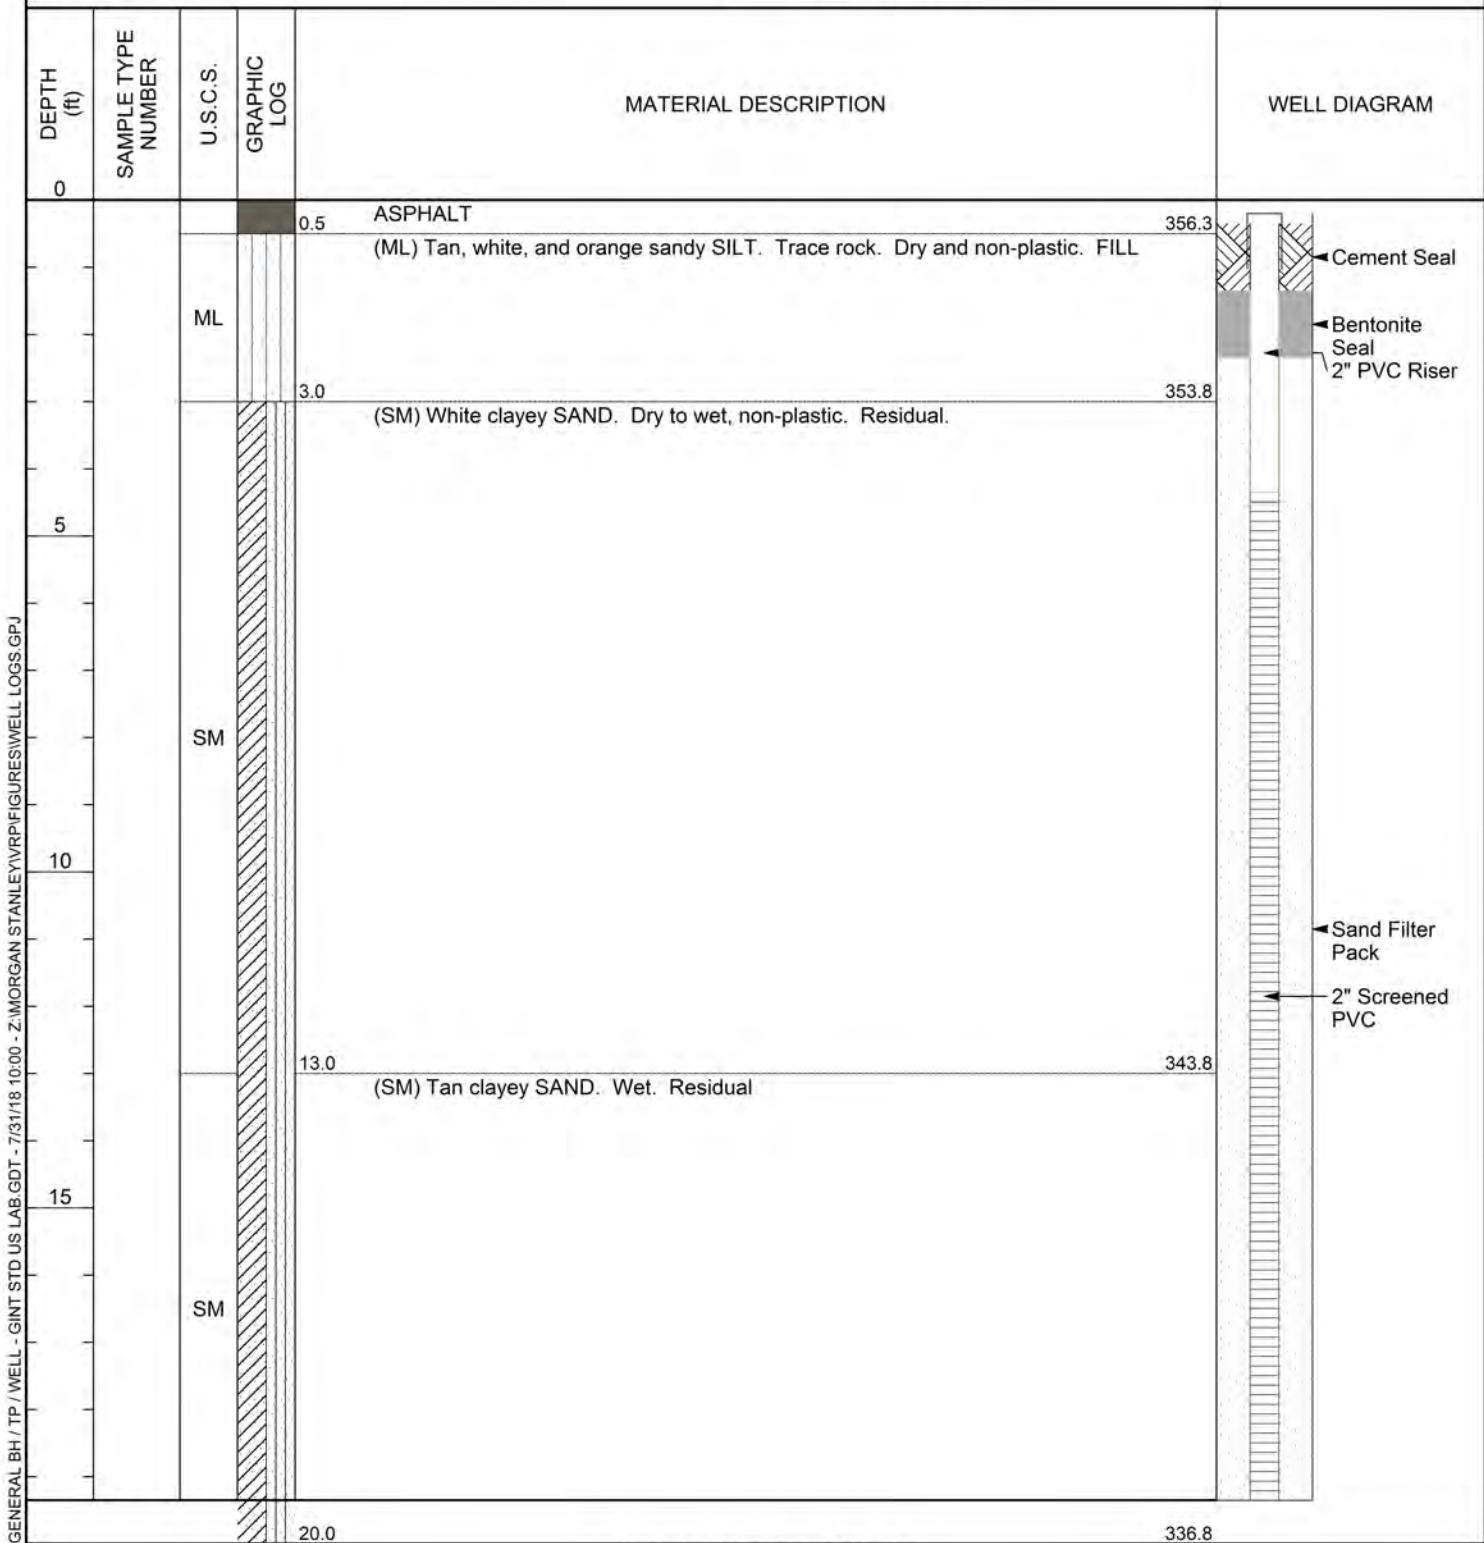 DEPTH
(ft)
SAMPLE TYPE
NUMBER
U.S.C.S.
GRAPHIC
LOG
MATERIAL DESCRIPTION
WELL DIAGRAM
0
ASPHALT
0.5
356.3
(ML) Tan, white, and orange sandy SILT. Trace rock. Dry and non-plastic. FILL
Cement Seal
ML
Bentonite
Seal
2" PVC Riser
3.0
353.8
(SM) White clayey SAND. Dry to wet, non-plastic. Residual.
5
SM
10
Sand Filter
Pack
2" Screened
PVC
13.0
343.8
(SM) Tan clayey SAND. Wet. Residual
15
SM
20.0
336.8
GENERAL BH / TP / WELL - GINT STD US LAB.GDT - 7/31/18 10:00 - Z:\MORGAN STANLEY\VRP\FIGURES\WELL LOGS.GPJ